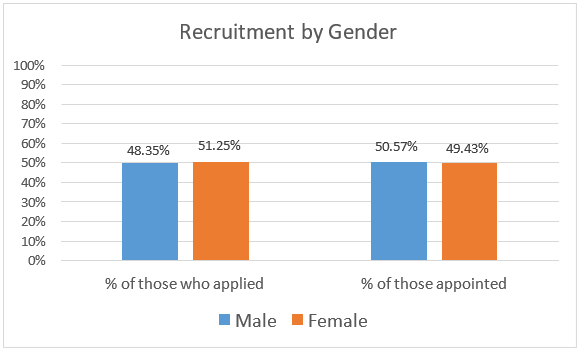 Recruitment by Gender
100%
90%
80%
70%
60%
50%
40%
30%
20%
10%
0%
48.35% 51.25% 50.57% 49.43%
% of those who applied % of those appointed
Male Female